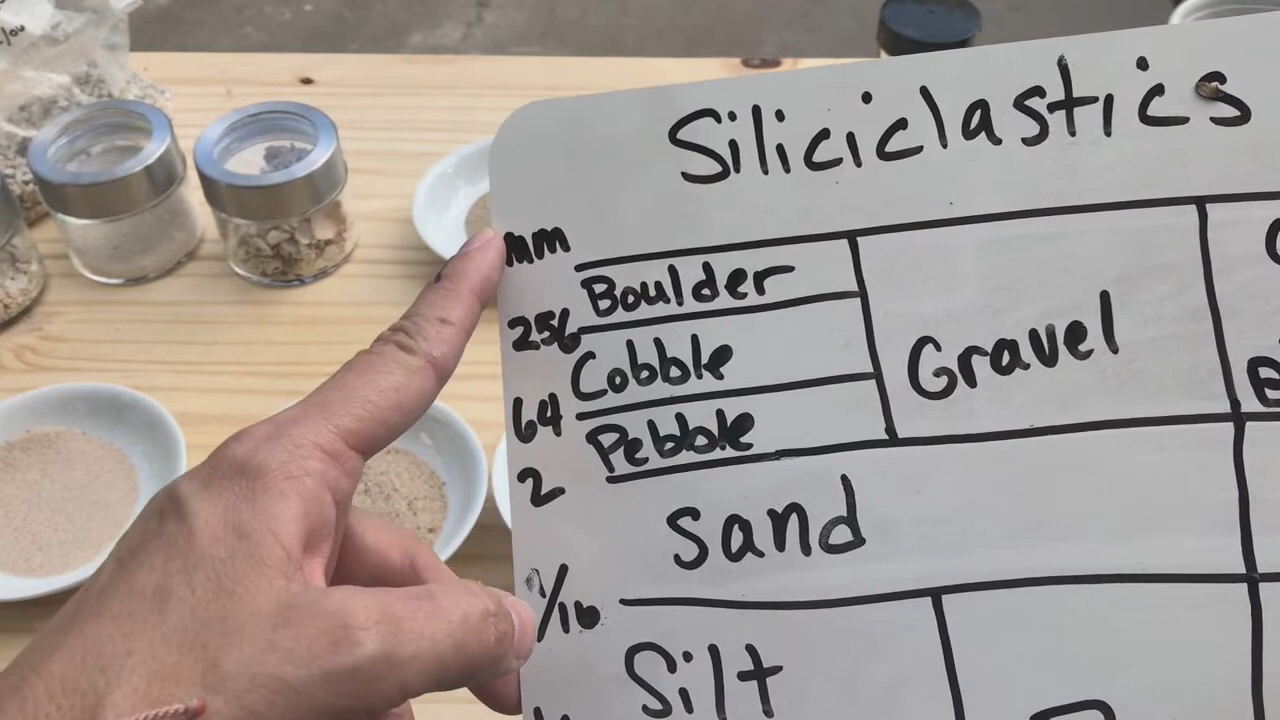 Siliciclastics
mm
Boulder
256
Cobble
Gravel
64
Pebble
2
Sand
1/16
Silt